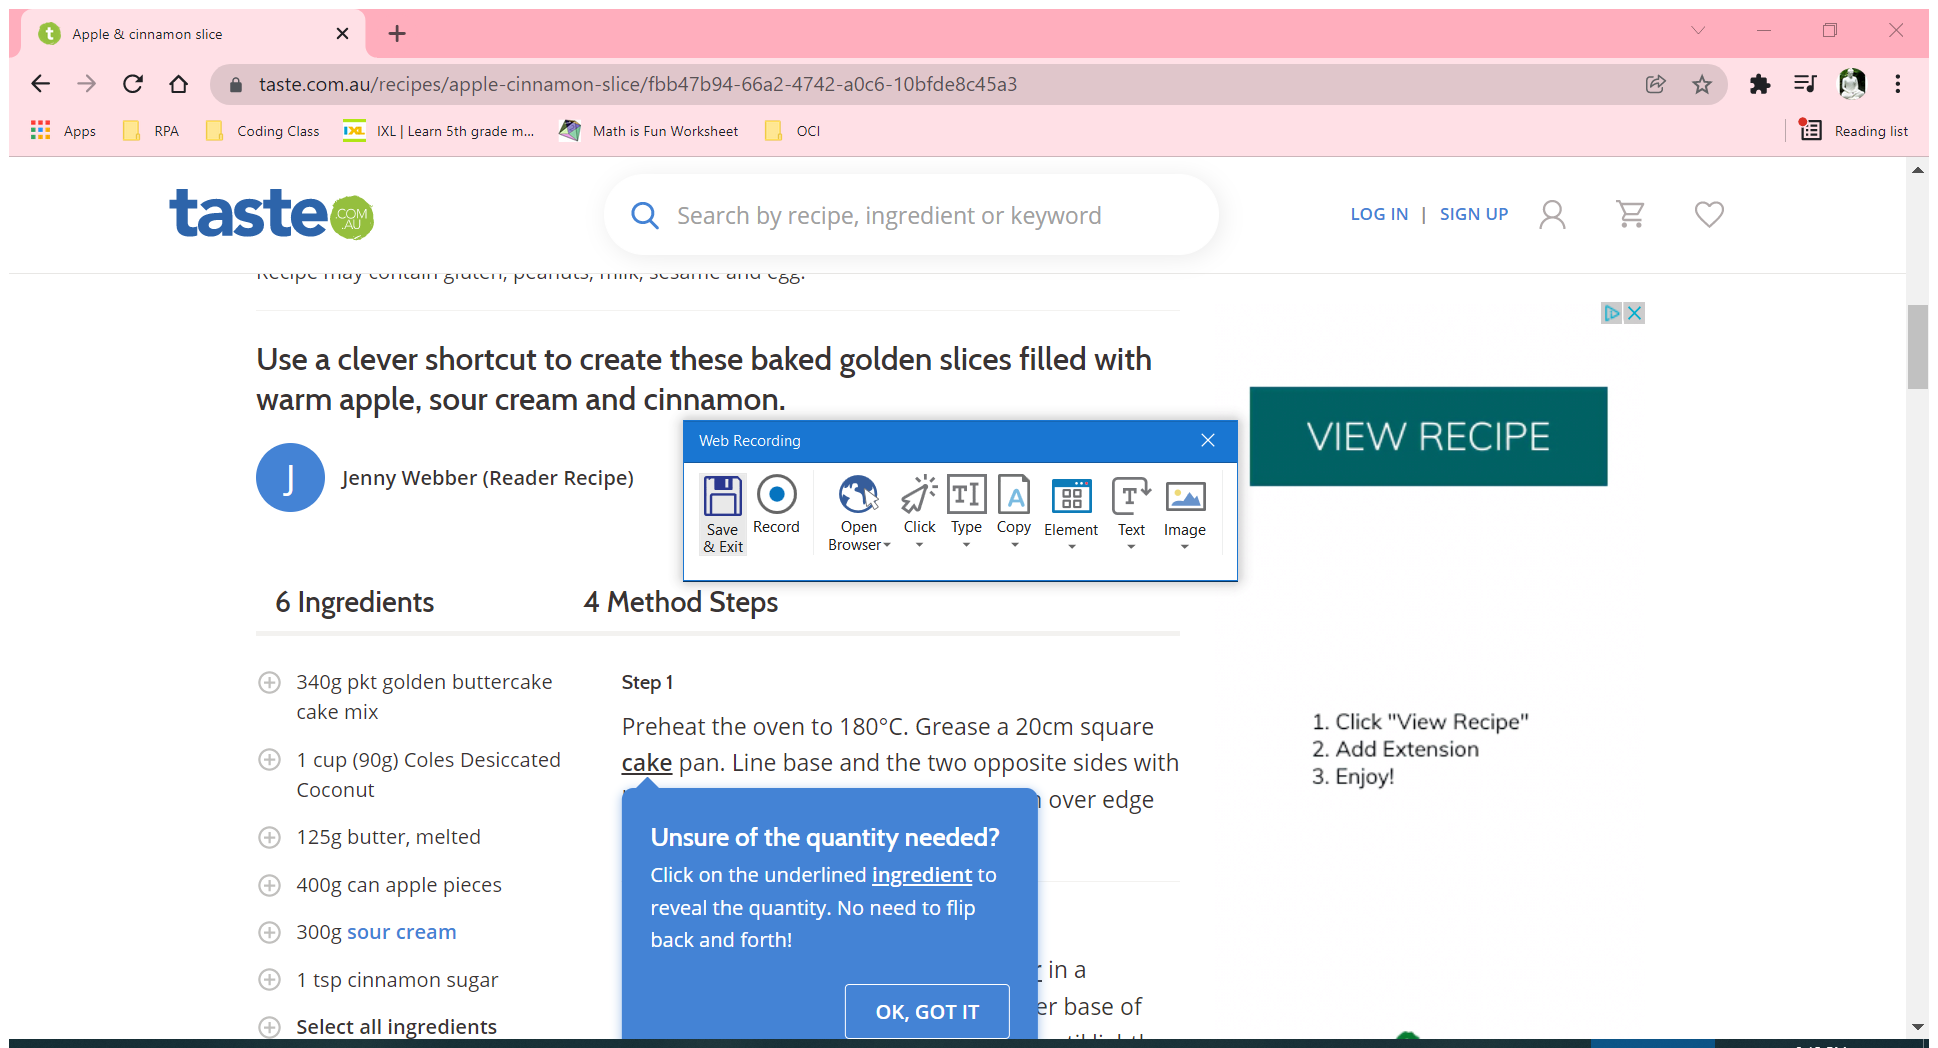 Apple & cinnamon slice
taste.com.au/recipes/apple-cinnamon-slice/fbb47b94-66a2-4742-a0c6-10bfde8c45a3
Apps
RPA
Coding Class
IXL | Learn 5th grade m...
Math is Fun Worksheet
OCI
Reading list
taste.COM.AU
Search by recipe, ingredient or keyword
LOG IN | SIGN UP
Recipe may contain gluten, peanuts, milk, sesame and egg.
Use a clever shortcut to create these baked golden slices filled with
warm apple, sour cream and cinnamon.
J
Jenny Webber (Reader Recipe)
Web Recording
Save
& Exit
Record
Open
Browser
Click
Type
Copy
Element
Text
Image
VIEW RECIPE
6 Ingredients
4 Method Steps
340g pkt golden buttercake
cake mix
1 cup (90g) Coles Desiccated
Coconut
125g butter, melted
400g can apple pieces
300g sour cream
1 tsp cinnamon sugar
Select all ingredients
Step 1
Preheat the oven to 180°C. Grease a 20cm square
cake pan. Line base and the two opposite sides with
over edge
Unsure of the quantity needed?
Click on the underlined ingredient to
reveal the quantity. No need to flip
back and forth!
OK, GOT IT
in a
base of
1. Click "View Recipe"
2. Add Extension
3. Enjoy!